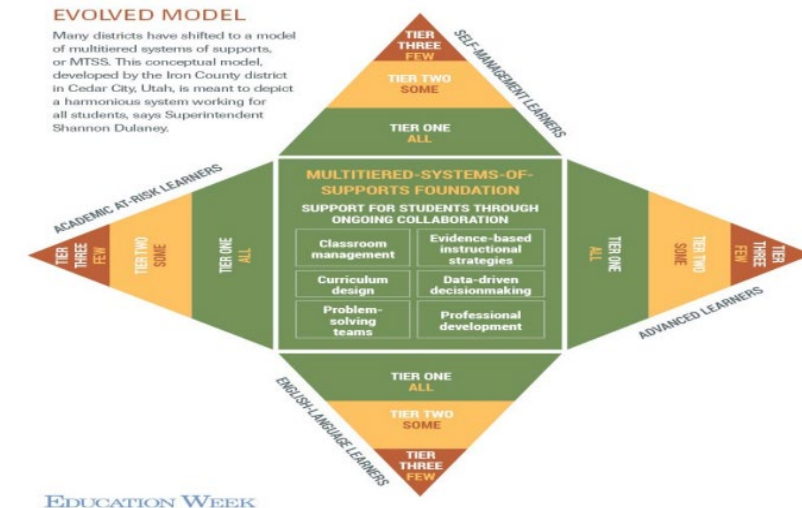 EVOLVED MODEL
Many districts have shifted to a model
of multitiered systems of supports,
or MTSS. This conceptual model,
developed by the Iron County district
in Cedar City, Utah, is meant to depict
a harmonious system working for
all students, says Superintendent
Shannon Dulaney.
TIER
THREE
FEW
TIER TWO
SOME
TIER ONE
ALL
SELF-MANAGEMENT LEARNERS
ACADEMIC AT-RISK LEARNERS
TIER
THREE
FEW
TIER TWO
SOME
TIER ONE
ALL
MULTITIERED-SYSTEMS-OF-
SUPPORTS FOUNDATION
SUPPORT FOR STUDENTS THROUGH
ONGOING COLLABORATION
Classroom
management
Evidence-based
instructional
strategies
Curriculum
design
Data-driven
decisionmaking
Problem-
solving
teams
Professional
development
TIER ONE
ALL
TIER TWO
SOME
TIER
THREE
FEW
ADVANCED LEARNERS
TIER ONE
ALL
TIER TWO
SOME
TIER
THREE
FEW
ENGLISH-LANGUAGE LEARNERS
EDUCATION WEEK